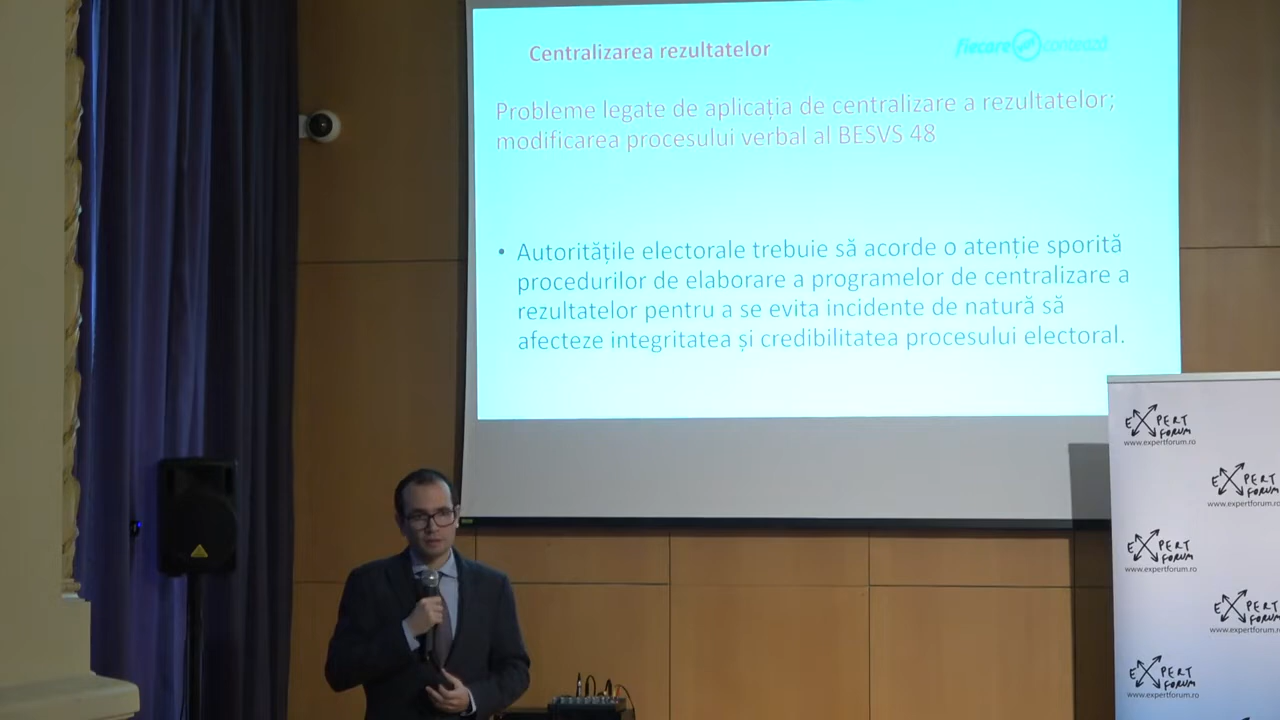 Centralizarea rezultatelor
fiecare vot contează
Probleme legate de aplicația de centralizare a rezultatelor;
modificarea procesului verbal al BESVS 48
• Autoritățile electorale trebuie să acorde o atenție sporită
procedurilor de elaborare a programelor de centralizare a
rezultatelor pentru a se evita incidente de natură să
afecteze integritatea și credibilitatea procesului electoral.
EXPERT
FORUM
www.expertforum.ro
EXPERT
FORUM
www.expertforum.ro
EXPERT
FORUM
www.expertforum.ro
EXPERT
FORUM
www.expertforum.ro
EXPERT
FORUM
www.expertforum.ro